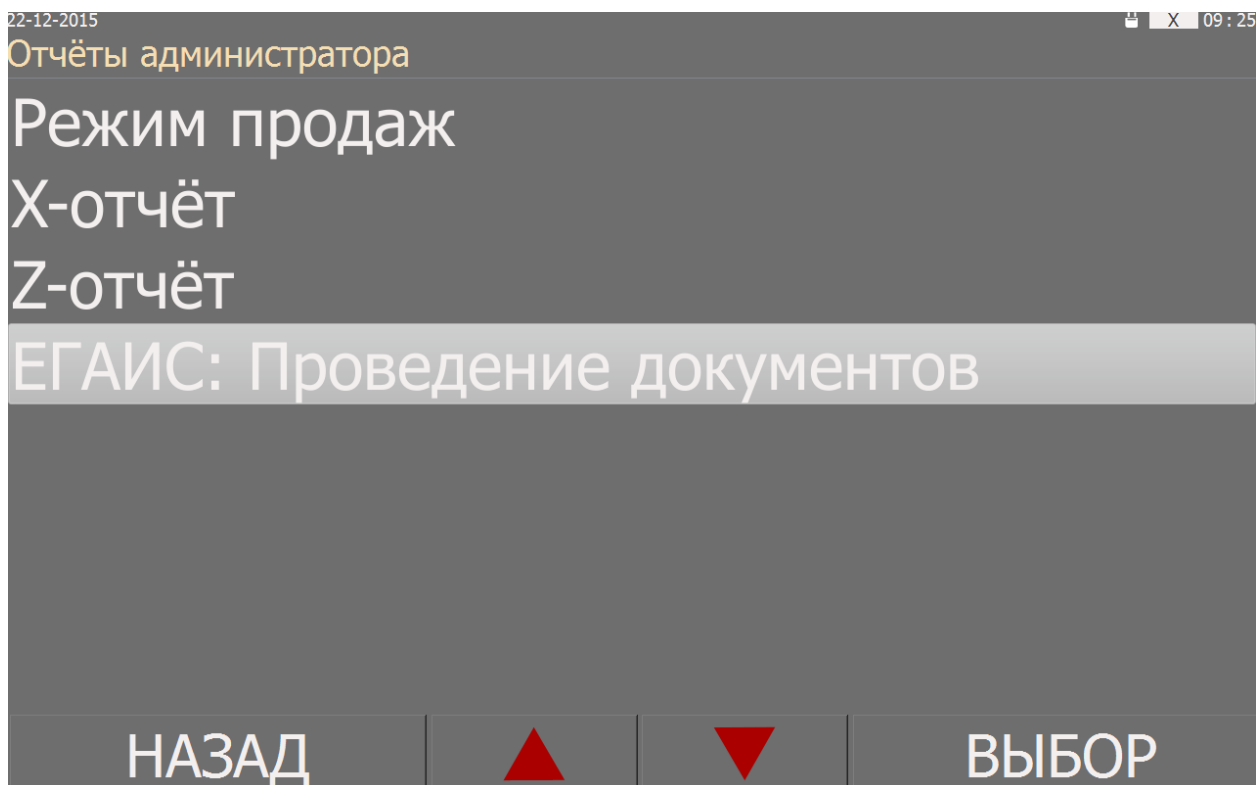 22-12-2015 X 09:25
Отчёты администратора
Режим продаж
X-отчёт
Z-отчёт
ЕГАИС: Проведение документов
НАЗАД ВЫБОР